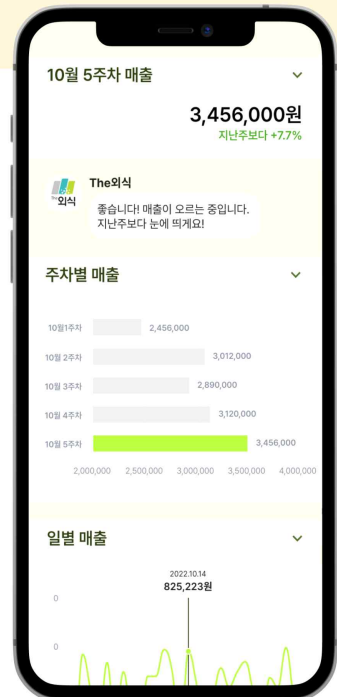 10월 5주차 매출
3,456,000원
지난주보다 +7.7%
The외식
The
외식
좋습니다! 매출이 오르는 중입니다.
지난주보다 눈에 띄게요!
주차별 매출
10월1주차 2,456,000
10월 2주차 3,012,000
10월 3주차 2,890,000
10월 4주차 3,120,000
10월 5주차 3,456,000
2,000,000 2,500,000 3,000,000 3,500,000 4,000,000
일별 매출
2022.10.14
825,223원
0
0